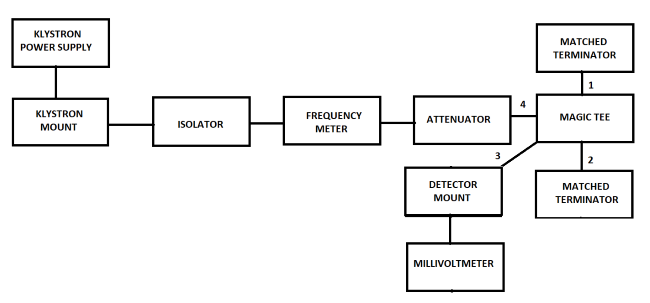 KLYSTRON
POWER SUPPLY
MATCHED
TERMINATOR
1
KLYSTRON
MOUNT
ISOLATOR
FREQUENCY
METER
ATTENUATOR
4
MAGIC TEE
3
2
DETECTOR
MOUNT
MATCHED
TERMINATOR
MILLIVOLTMETER